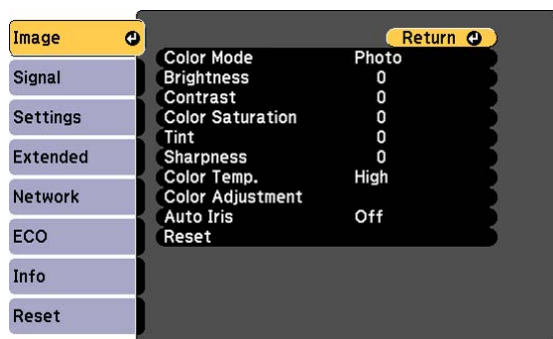 Image
Signal
Settings
Extended
Network
ECO
Info
Reset
Return
Color Mode Photo
Brightness 0
Contrast 0
Color Saturation 0
Tint 0
Sharpness 0
Color Temp. High
Color Adjustment
Auto Iris Off
Reset